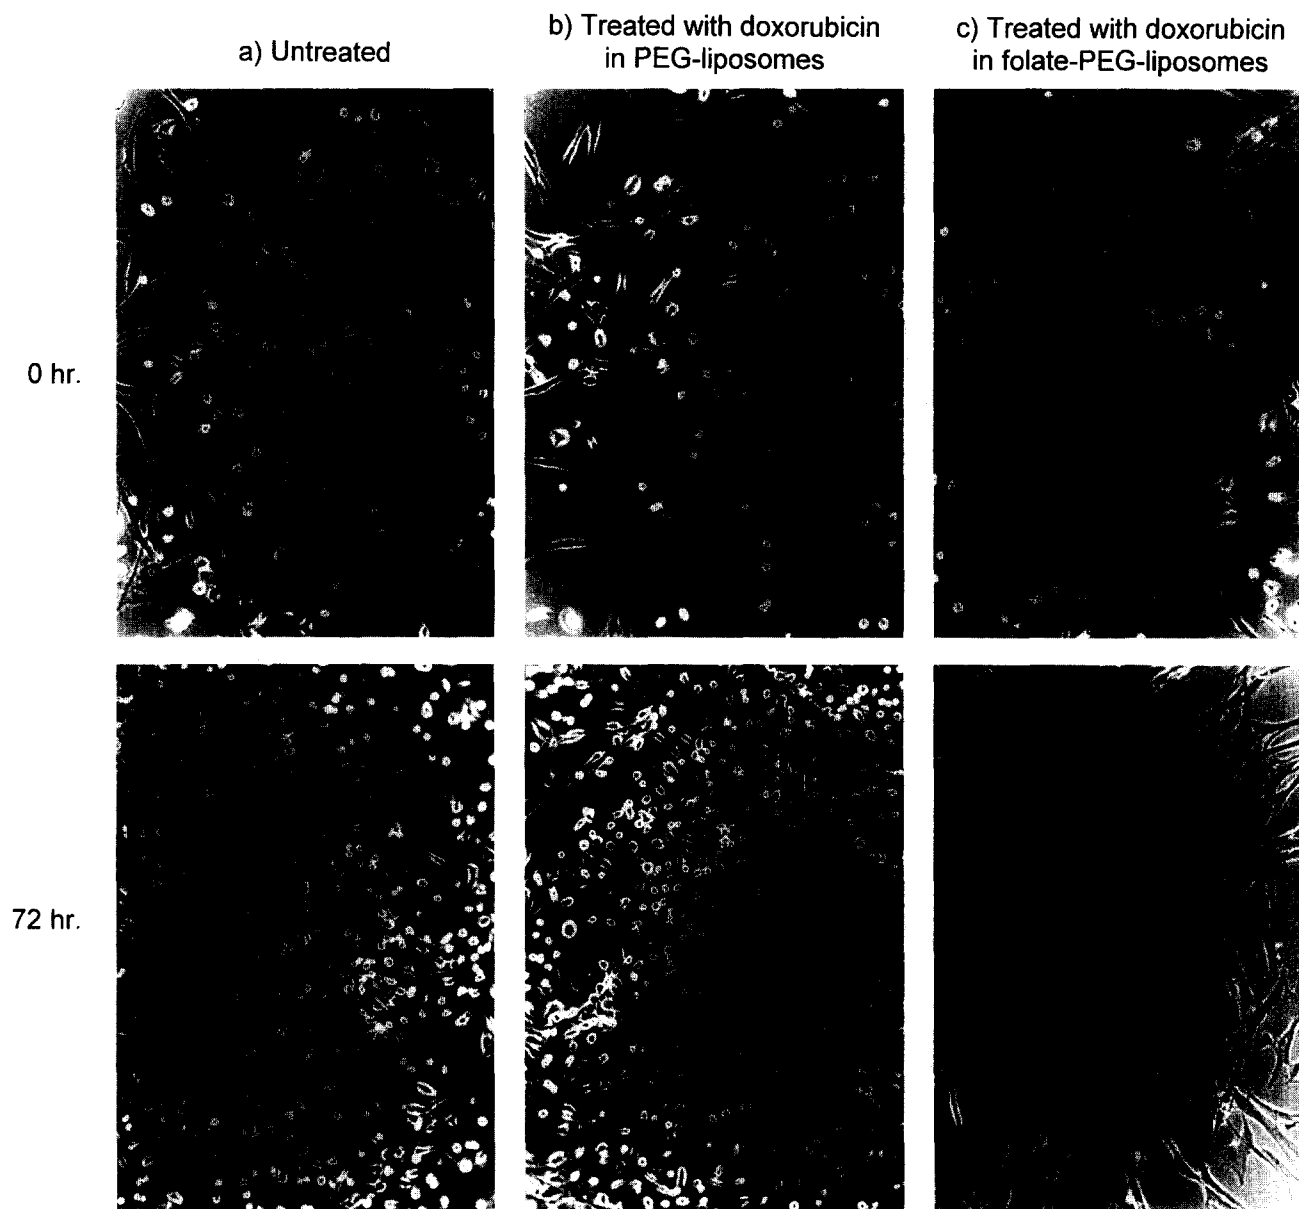 a) Untreated
b) Treated with doxorubicin
in PEG-liposomes
c) Treated with doxorubicin
in folate-PEG-liposomes
0 hr.
72 hr.